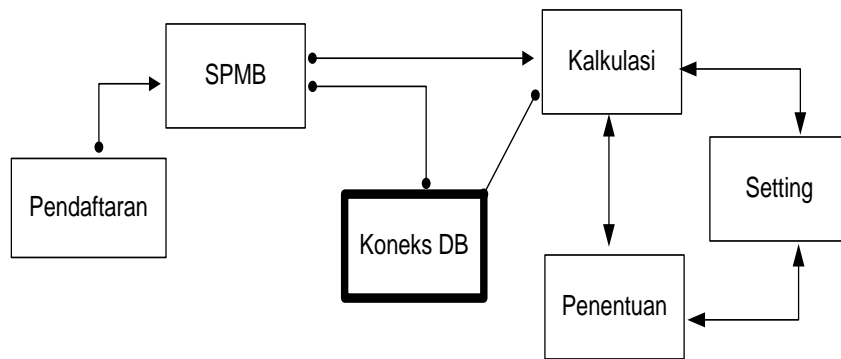 SPMB
Kalkulasi
Pendaftaran
Setting
Koneks DB
Penentuan